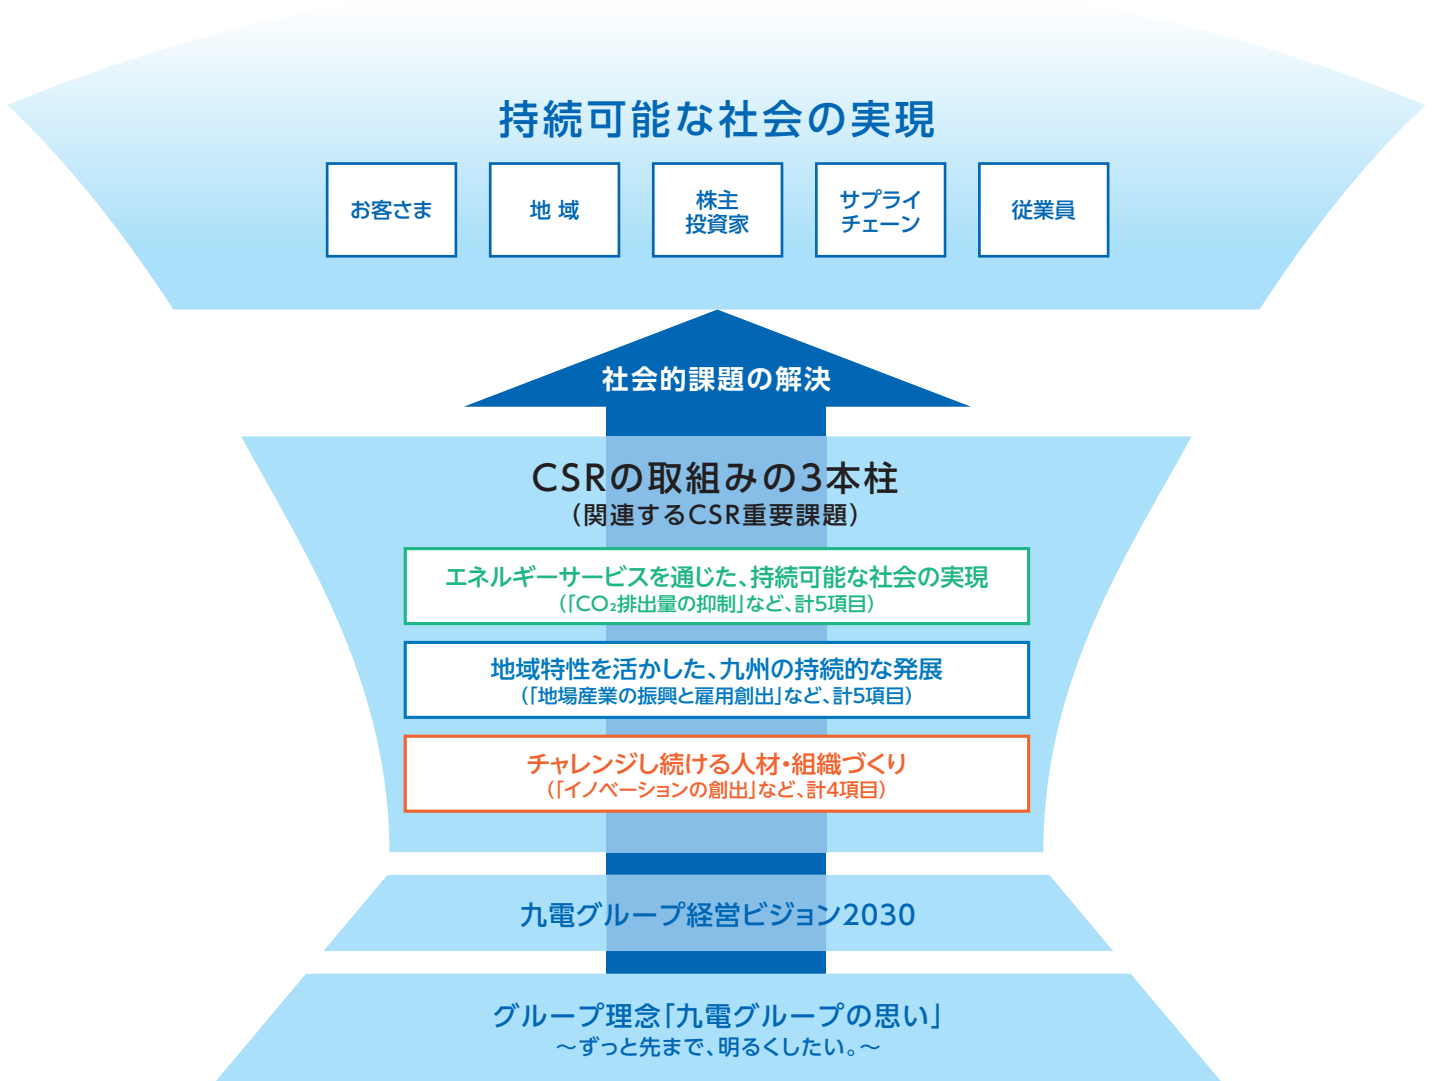 持続可能な社会の実現
お客さま
地 域
株主
投資家
サプライ
チェーン
従業員
社会的課題の解決
CSRの取組みの3本柱
(関連するCSR重要課題)
エネルギーサービスを通じた、持続可能な社会の実現
(「CO₂排出量の抑制」など、計5項目)
地域特性を活かした、九州の持続的な発展
(「地場産業の振興と雇用創出」など、計5項目)
チャレンジし続ける人材・組織づくり
(「イノベーションの創出」など、計4項目)
九電グループ経営ビジョン2030
グループ理念「九電グループの思い」
～ずっと先まで、明るくしたい。～